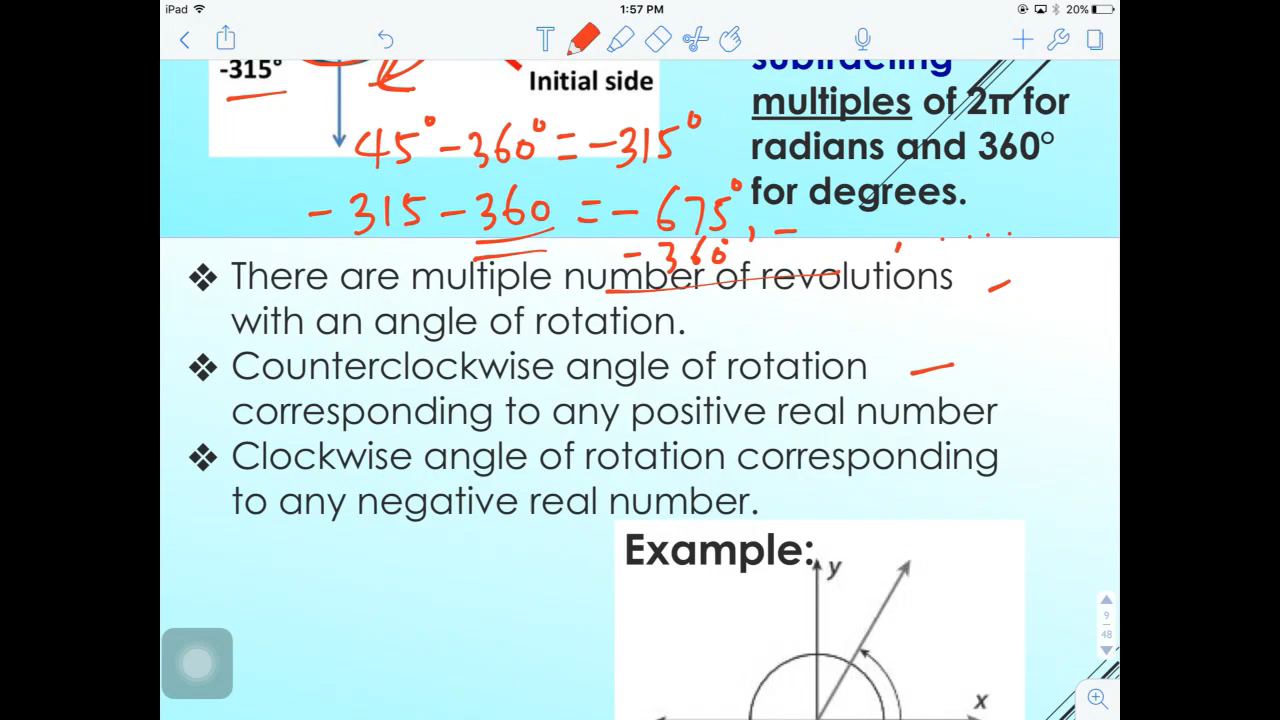 iPad
1:57 PM
20%
T
-315°
Initial side
subtracting
multiples of 2π for
radians and 360°
for degrees.
45° - 360° = -315°
- 315 - 360 = - 675° , -
- 360° , ....
There are multiple number of revolutions
with an angle of rotation.
Counterclockwise angle of rotation
corresponding to any positive real number
Clockwise angle of rotation corresponding
to any negative real number.
Example:
y
x
9
48